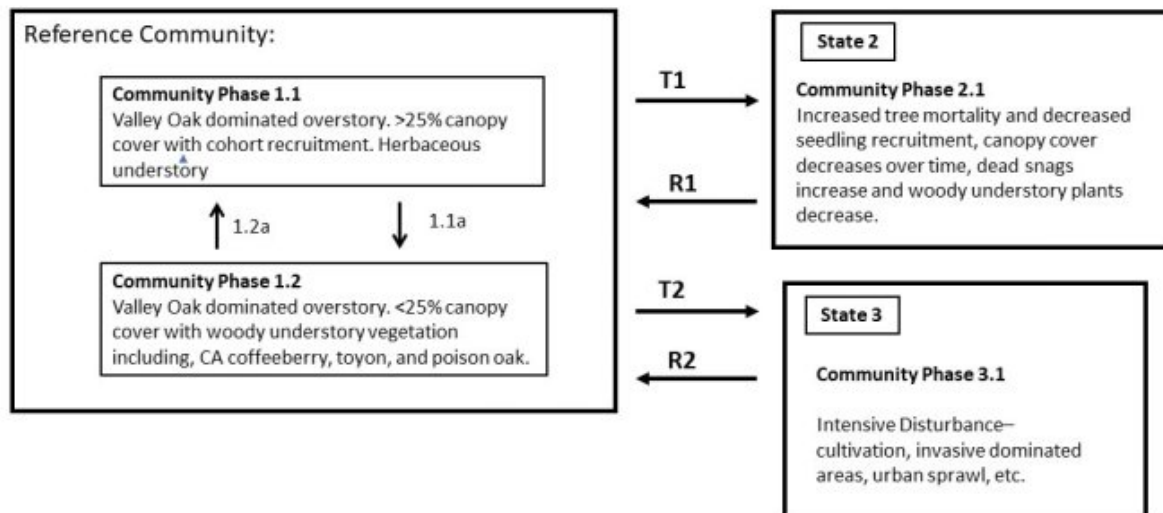 Reference Community:
Community Phase 1.1
Valley Oak dominated overstory. >25% canopy
cover with cohort recruitment. Herbaceous
understory
1.2a
1.1a
Community Phase 1.2
Valley Oak dominated overstory. <25% canopy
cover with woody understory vegetation
including, CA coffeeberry, toyon, and poison oak.
T1
R1
T2
R2
State 2
Community Phase 2.1
Increased tree mortality and decreased
seedling recruitment, canopy cover
decreases over time, dead snags
increase and woody understory plants
decrease.
State 3
Community Phase 3.1
Intensive Disturbance–
cultivation, invasive dominated
areas, urban sprawl, etc.